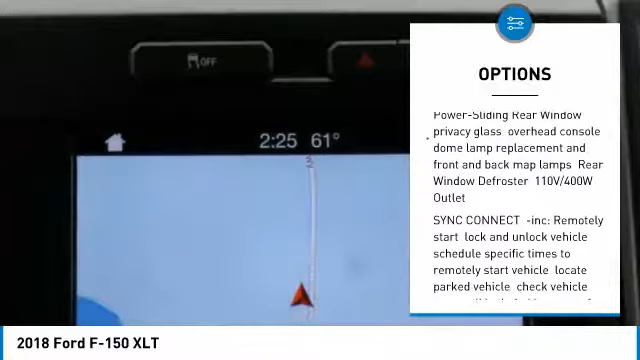 OFF
2:25 61°
OPTIONS
Power-Sliding Rear Window
privacy glass overhead console
dome lamp replacement and
front and back map lamps Rear
Window Defroster 110V/400W
Outlet
SYNC CONNECT -inc: Remotely
start lock and unlock vehicle
schedule specific times to
remotely start vehicle locate
parked vehicle check vehicle
2018 Ford F-150 XLT